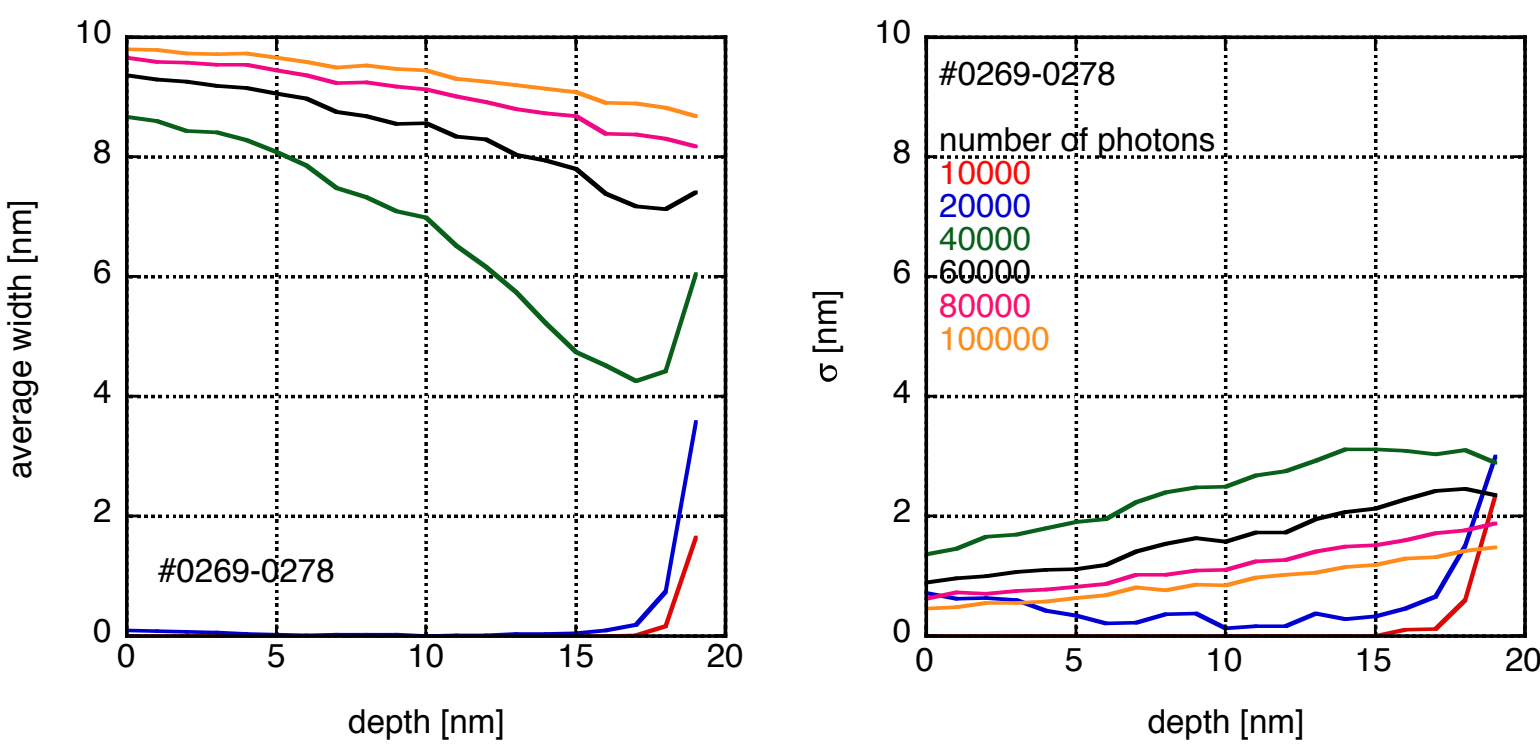 10
8
6
4
2
0
0 5 10 15 20
average width [nm]
depth [nm]
#0269-0278
10
8
6
4
2
0
0 5 10 15 20
σ [nm]
depth [nm]
#0269-0278
number of photons
10000
20000
40000
60000
80000
100000